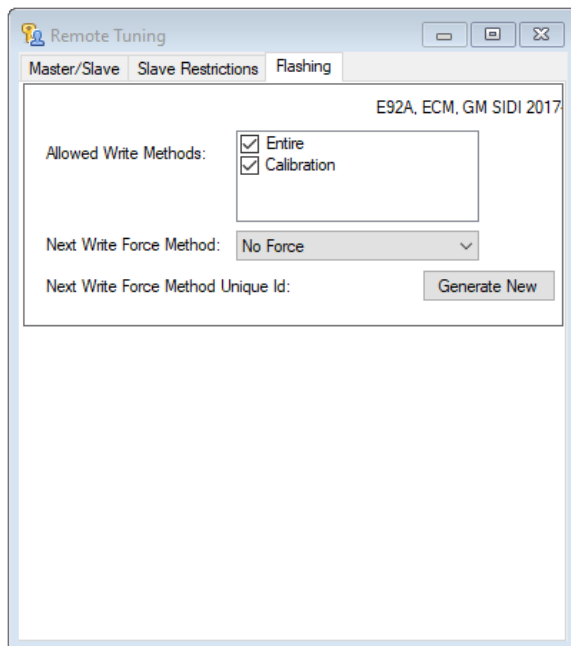 Remote Tuning
Master/Slave Slave Restrictions Flashing
E92A, ECM, GM SIDI 2017-
Allowed Write Methods:
Entire
Calibration
Next Write Force Method: No Force
Next Write Force Method Unique Id: Generate New